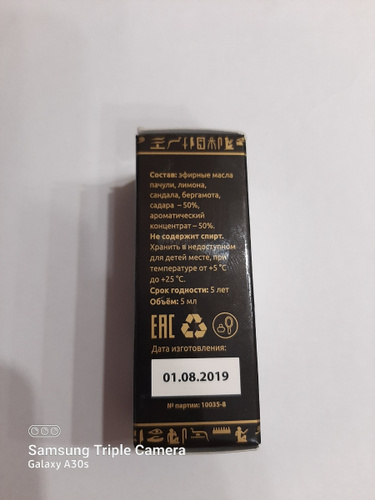 Состав: эфирные масла
пачули, лимона,
сандала, бергамота,
садара – 50%,
ароматический
концентрат – 50%.
Не содержит спирт.
Хранить в недоступном
для детей месте, при
температуре от +5 °C
до +25 °C.
Срок годности: 5 лет
Объём: 5 мл
EAC
Дата изготовления:
01.08.2019
№ партии: 10035-8
Samsung Triple Camera
Galaxy A30s